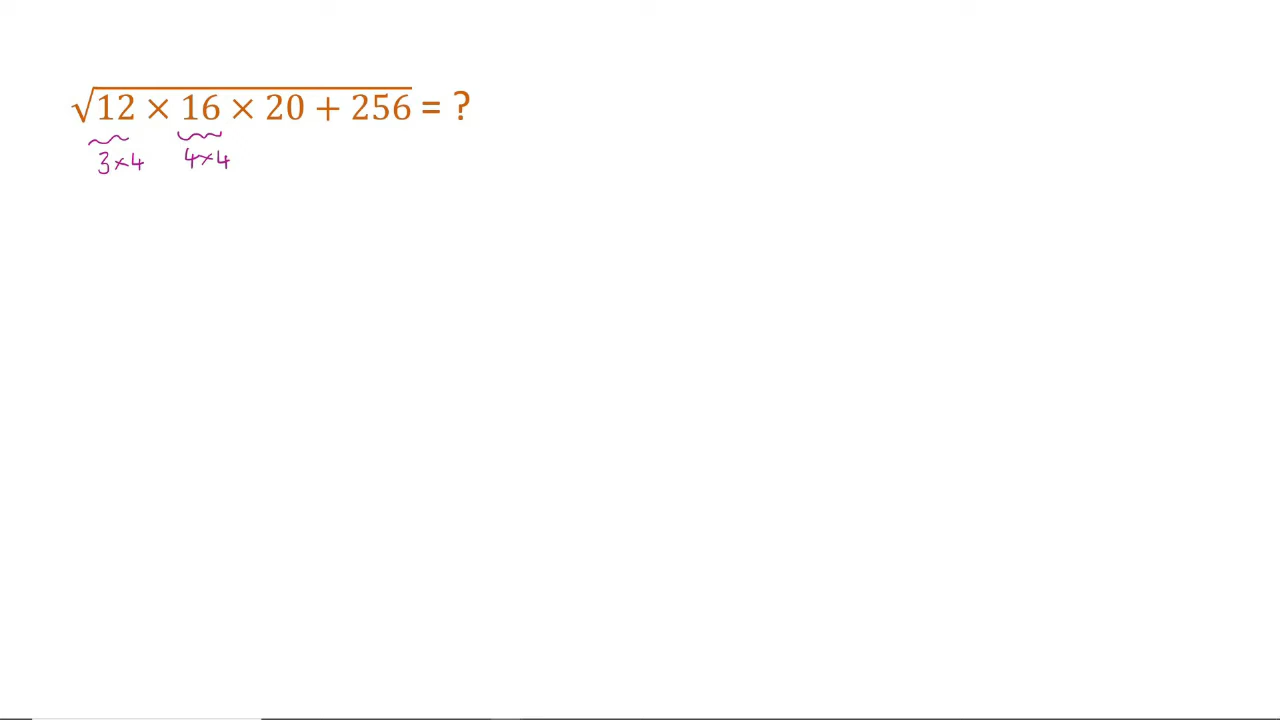 √12 × 16 × 20 + 256 = ?
3×4 4×4